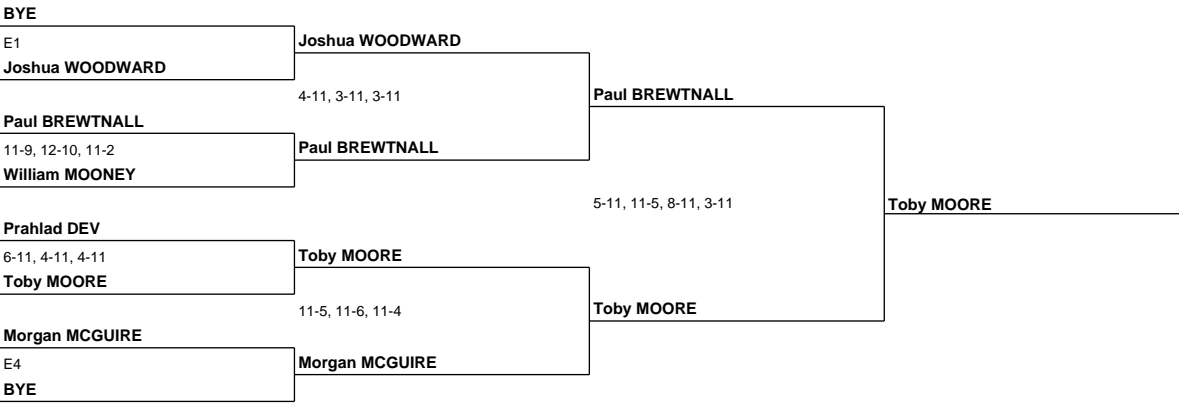 BYE
E1
Joshua WOODWARD
Joshua WOODWARD
4-11, 3-11, 3-11
Paul BREWTNALL
Paul BREWTNALL
11-9, 12-10, 11-2
Paul BREWTNALL
William MOONEY
5-11, 11-5, 8-11, 3-11
Toby MOORE
Prahlad DEV
6-11, 4-11, 4-11
Toby MOORE
Toby MOORE
11-5, 11-6, 11-4
Toby MOORE
Morgan MCGUIRE
E4
Morgan MCGUIRE
BYE